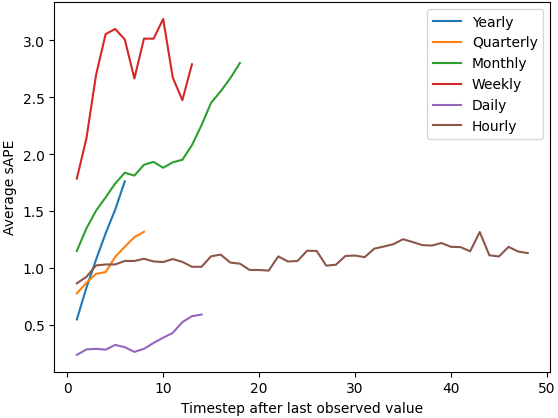 3.0
2.5
2.0
1.5
1.0
0.5
Average sAPE
Yearly
Quarterly
Monthly
Weekly
Daily
Hourly
0 10 20 30 40 50
Timestep after last observed value